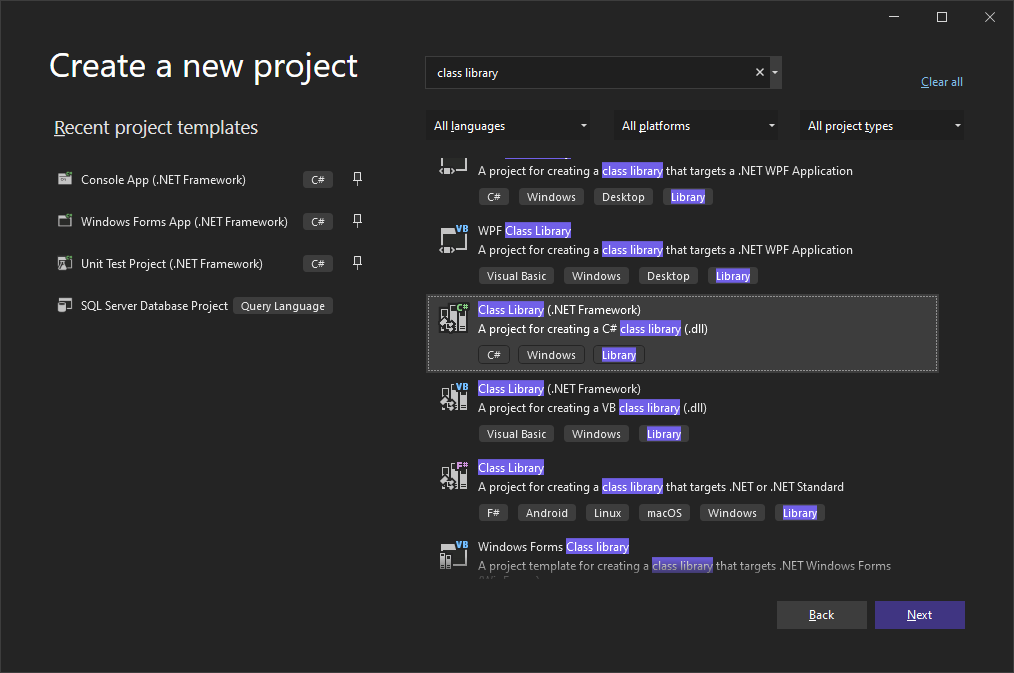 Create a new project
Recent project templates
Console App (.NET Framework) C#
Windows Forms App (.NET Framework) C#
Unit Test Project (.NET Framework) C#
SQL Server Database Project Query Language
class library
Clear all
All languages All platforms All project types
A project for creating a class library that targets a .NET WPF Application
C# Windows Desktop Library
VB
WPF Class Library
A project for creating a class library that targets a .NET WPF Application
Visual Basic Windows Desktop Library
C#
Class Library (.NET Framework)
A project for creating a C# class library (.dll)
C# Windows Library
VB
Class Library (.NET Framework)
A project for creating a VB class library (.dll)
Visual Basic Windows Library
F#
Class Library
A project for creating a class library that targets .NET or .NET Standard
F# Android Linux macOS Windows Library
VB
Windows Forms Class library
A project template for creating a class library that targets .NET Windows Forms
Back Next